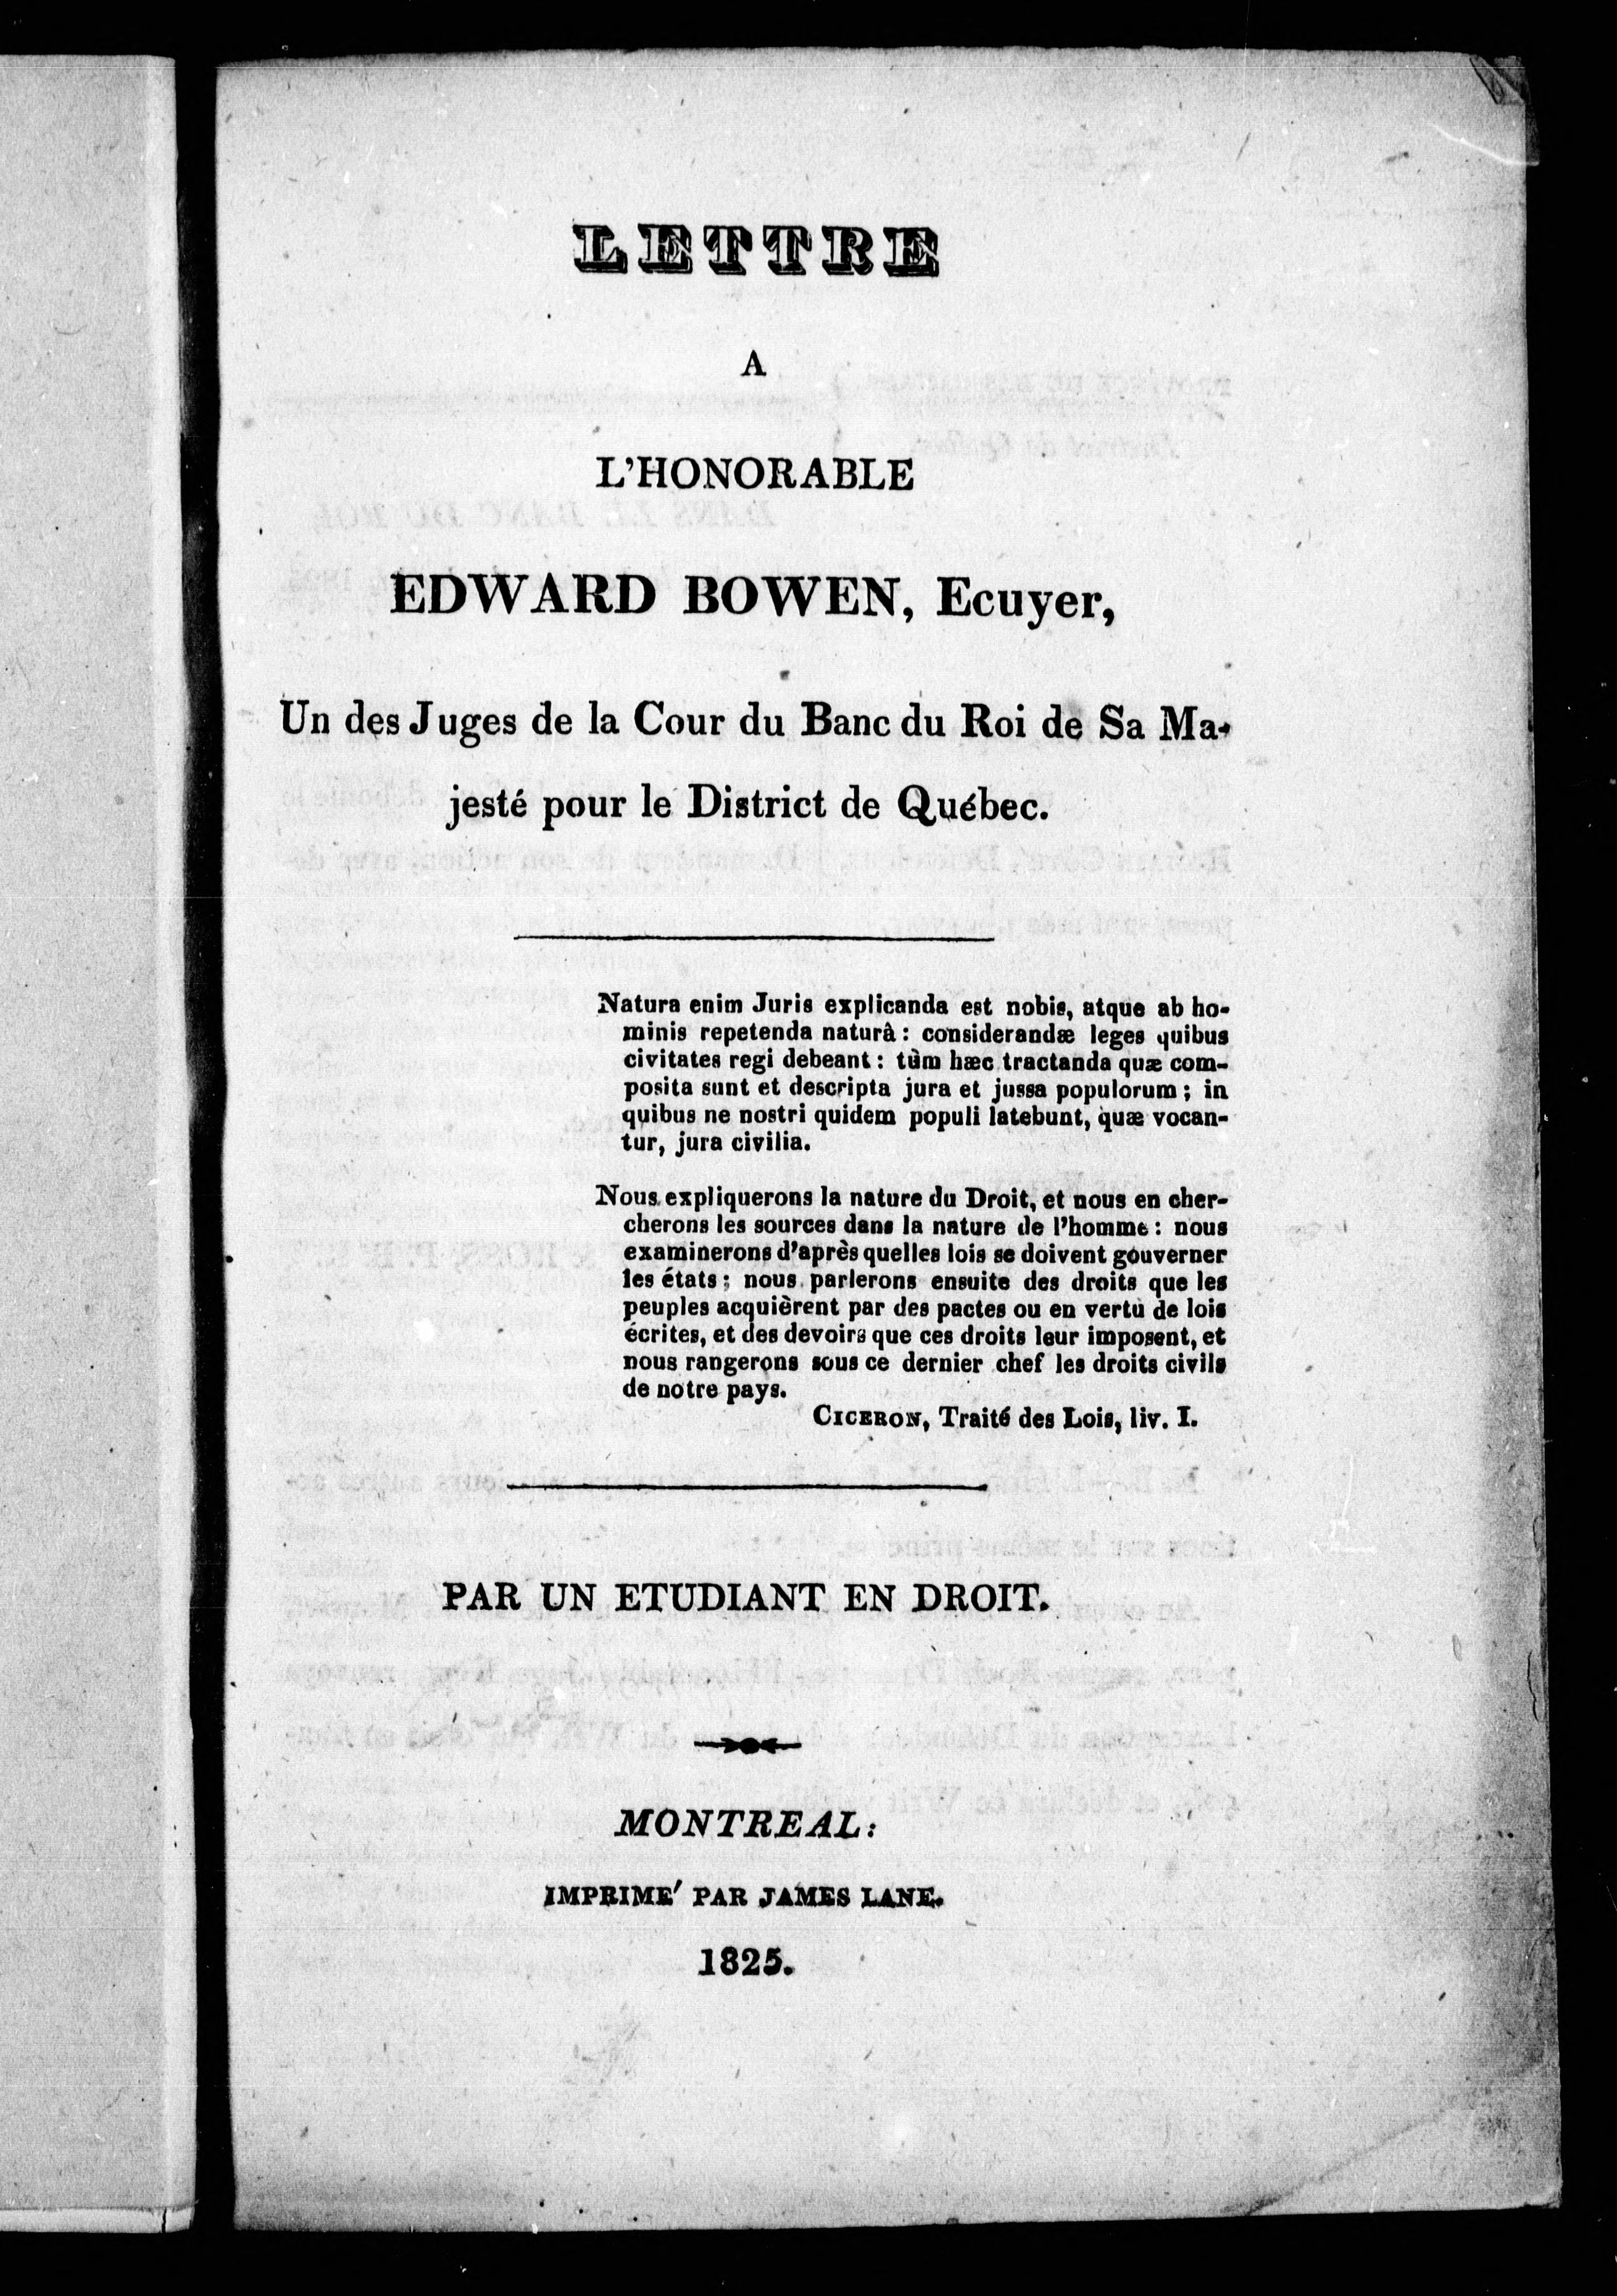 LETTRE
A
L'HONORABLE
EDWARD BOWEN, Ecuyer,
Un des Juges de la Cour du Banc du Roi de Sa Ma-
jesté pour le District de Québec.
Natura enim Juris explicanda est nobis, atque ab ho-
minis repetenda naturâ: considerandæ leges quibus
civitates regi debeant: tùm hæc tractanda quæ com-
posita sunt et descripta jura et jussa populorum; in
quibus ne nostri quidem populi latebunt, quæ vocan-
tur, jura civilia.
Nous expliquerons la nature du Droit, et nous en cher-
cherons les sources dans la nature de l'homme: nous
examinerons d'après quelles lois se doivent gouverner
les états; nous parlerons ensuite des droits que les
peuples acquièrent par des pactes ou en vertu de lois
écrites, et des devoirs que ces droits leur imposent, et
nous rangerons sous ce dernier chef les droits civils
de notre pays.
CICERON, Traité des Lois, liv. I.
PAR UN ETUDIANT EN DROIT.
MONTREAL:
IMPRIME' PAR JAMES LANE.
1825.